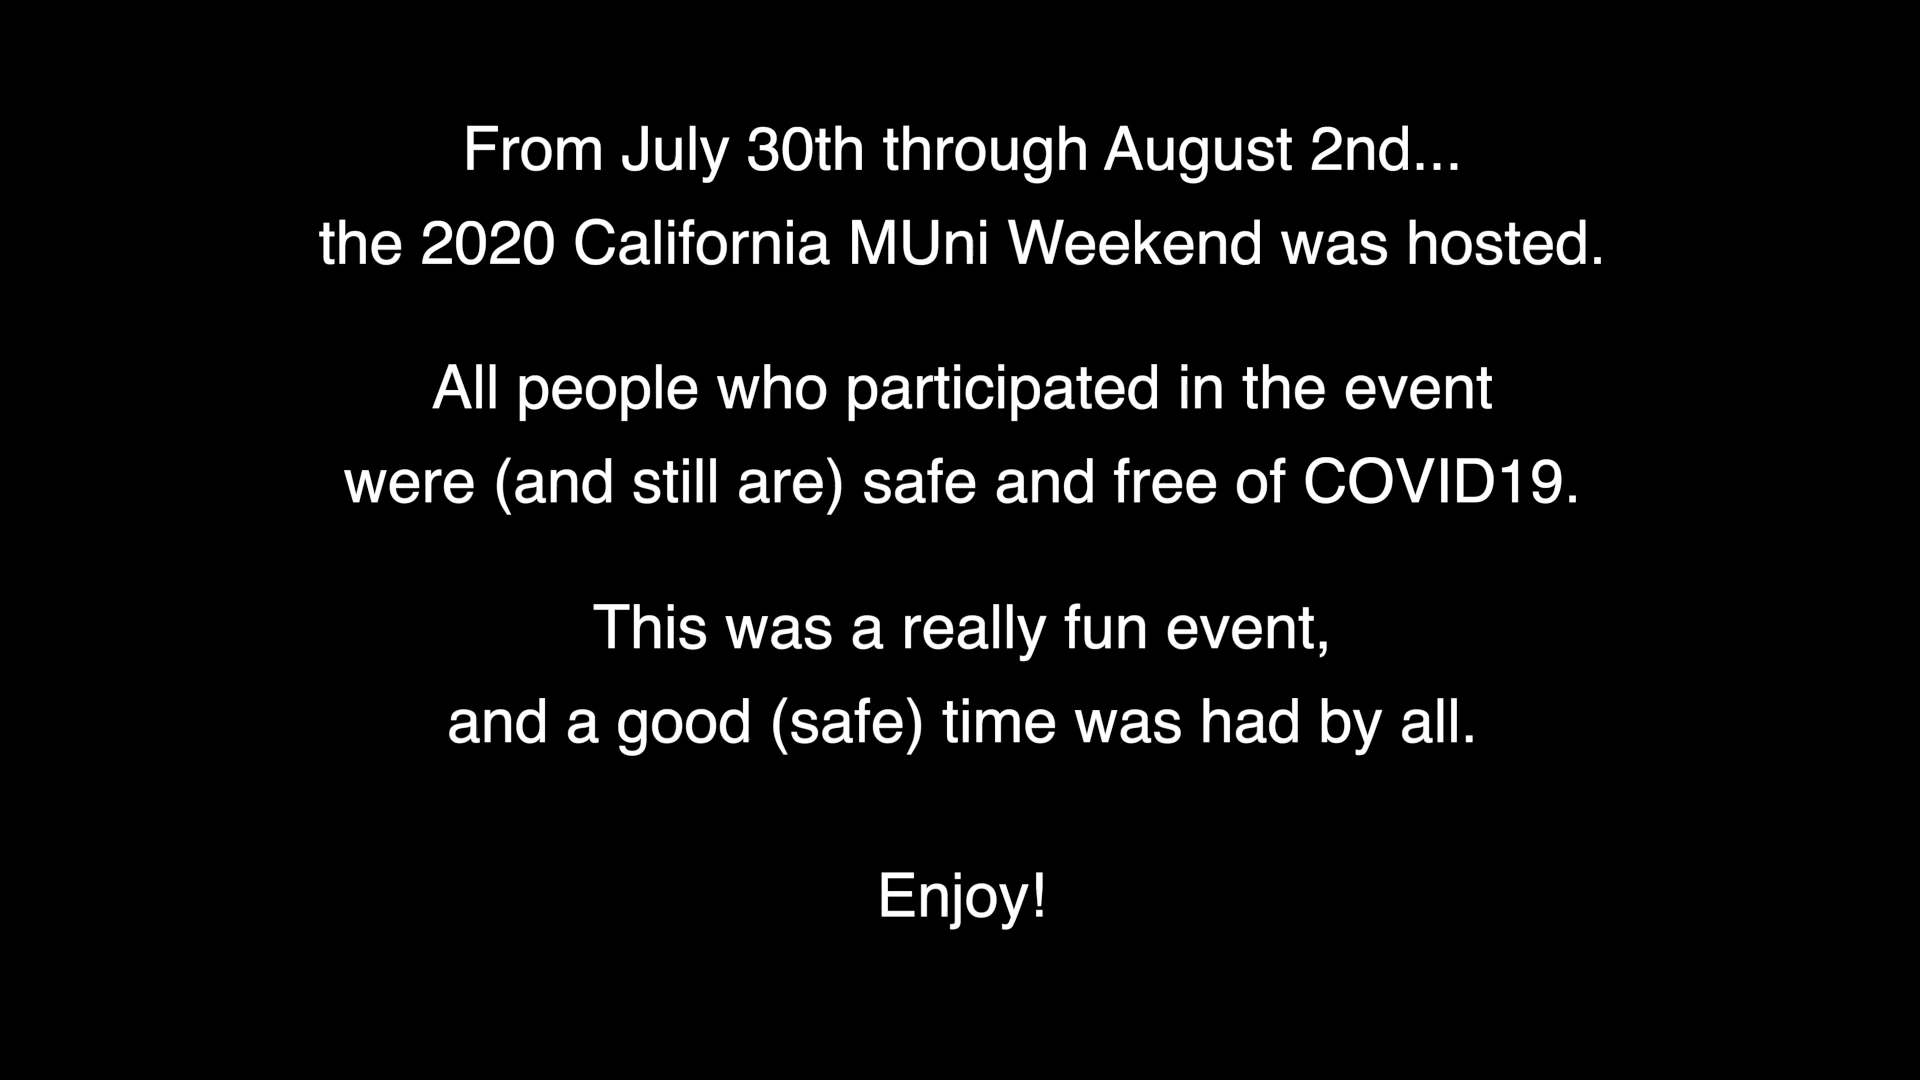 From July 30th through August 2nd...
the 2020 California MUni Weekend was hosted.
All people who participated in the event
were (and still are) safe and free of COVID19.
This was a really fun event,
and a good (safe) time was had by all.
Enjoy!